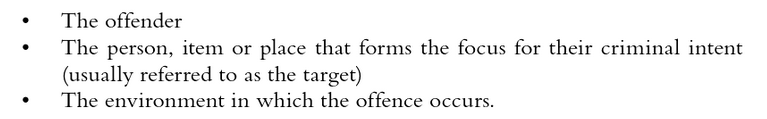 • The offender
• The person, item or place that forms the focus for their criminal intent
(usually referred to as the target)
• The environment in which the offence occurs.